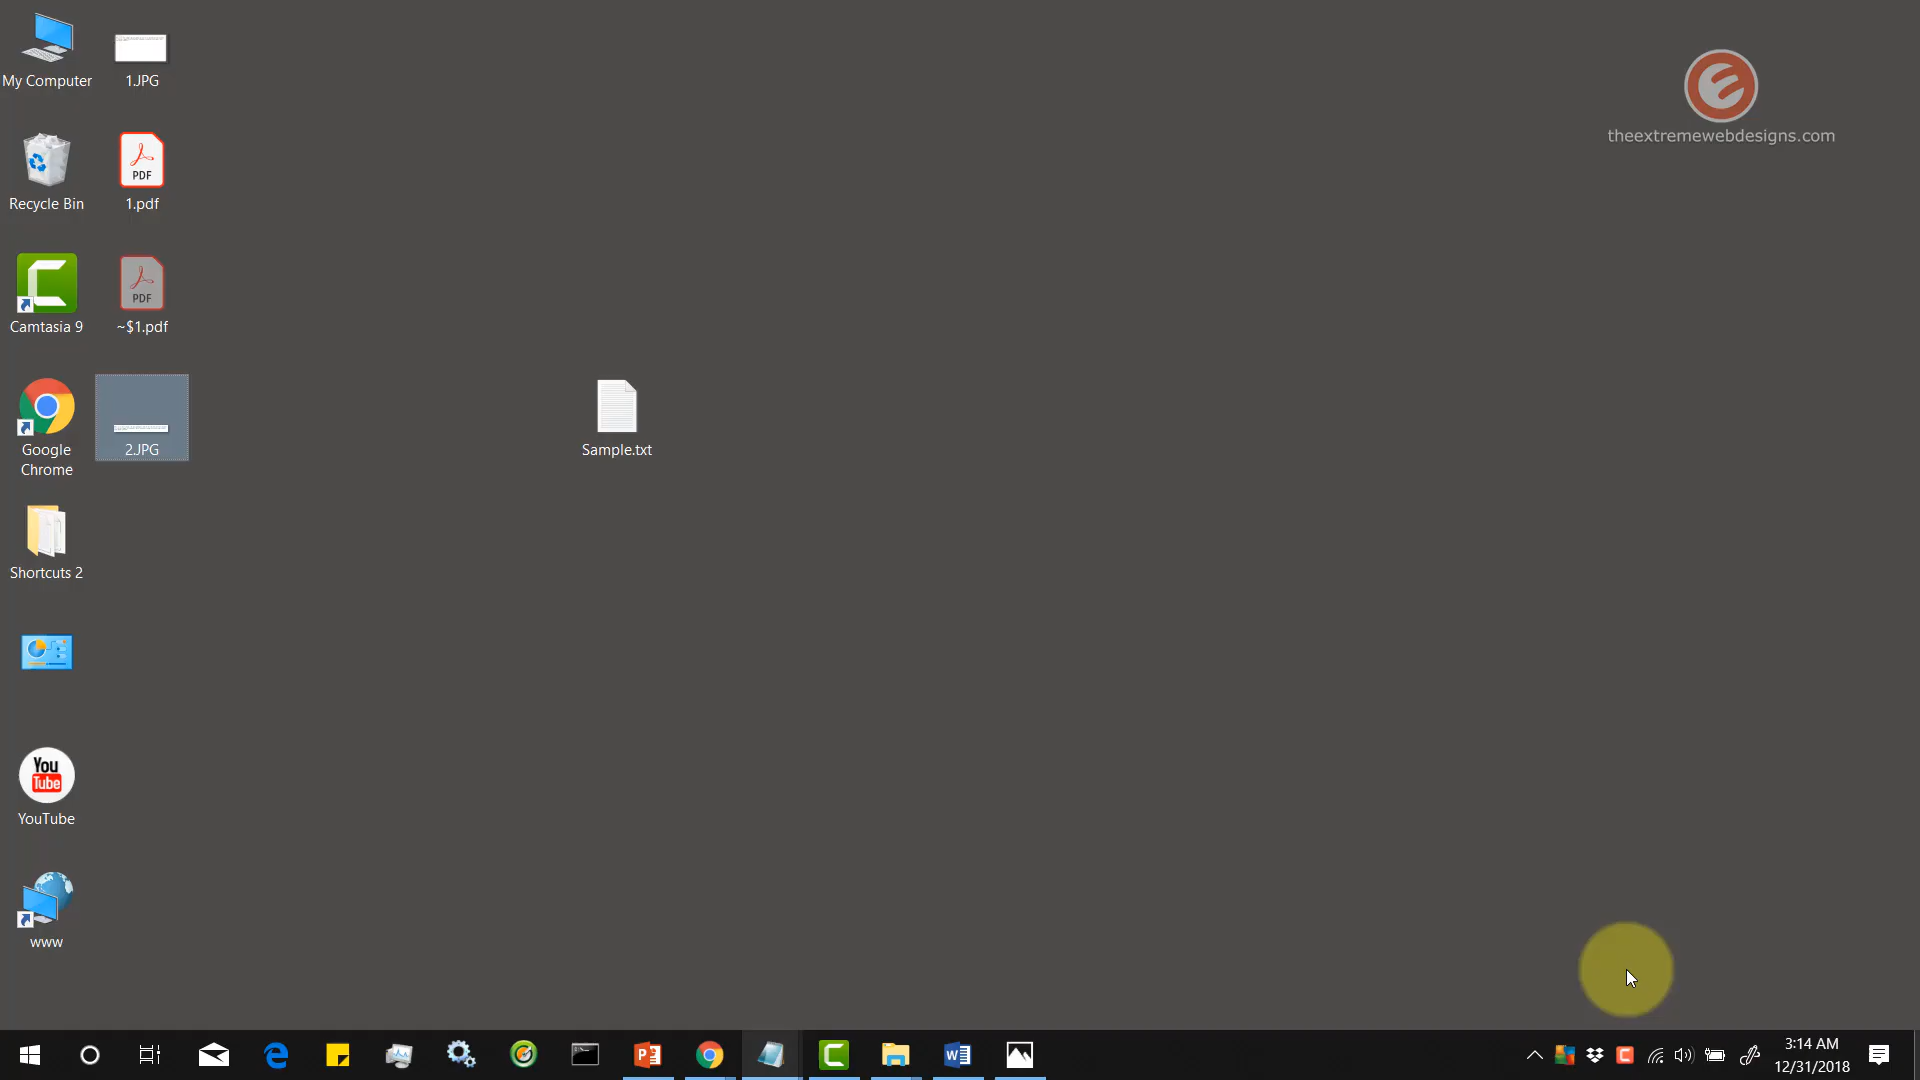 My Computer
1.JPG
theextremewebdesigns.com
PDF
Recycle Bin
1.pdf
PDF
Camtasia 9
~$1.pdf
Google
Chrome
2.JPG
Sample.txt
Shortcuts 2
You
Tube
YouTube
www
3:14 AM
12/31/2018